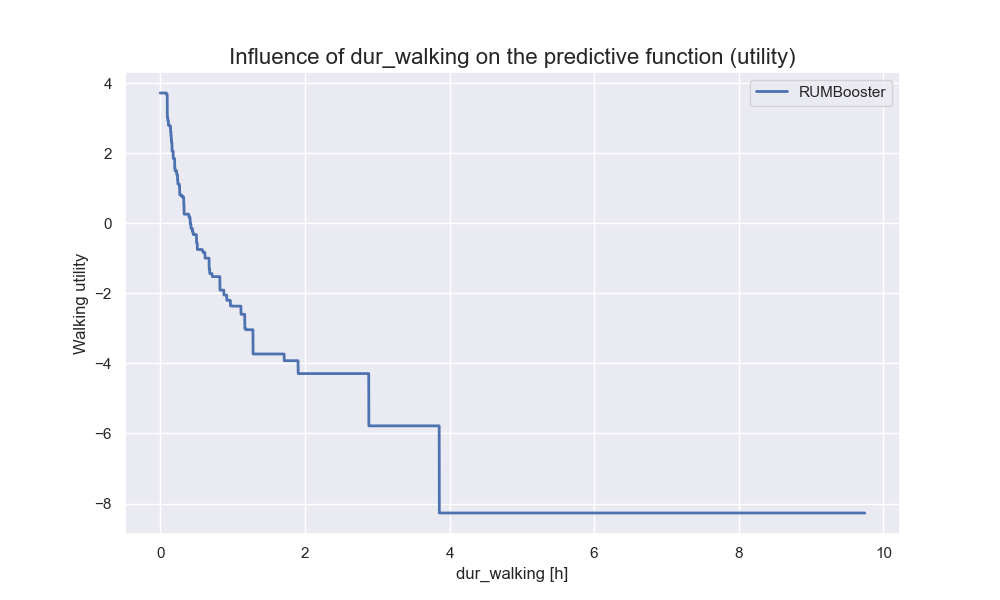 Influence of dur_walking on the predictive function (utility)
RUMBooster
4
2
0
−2
−4
−6
−8
Walking utility
0 2 4 6 8 10
dur_walking [h]